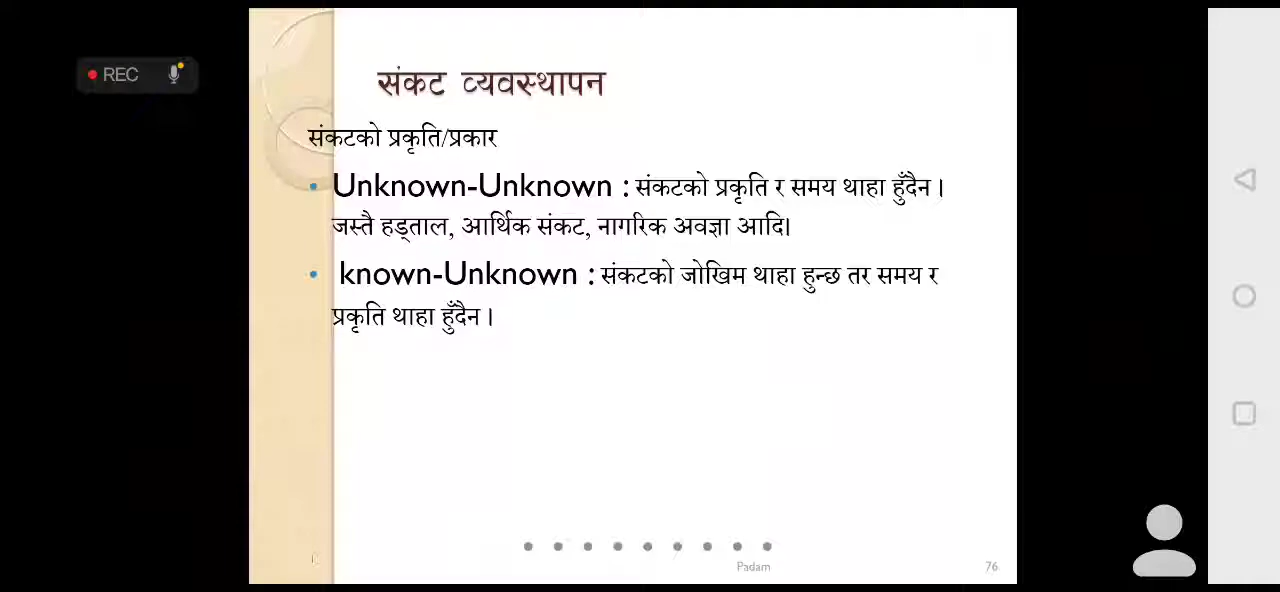 REC
संकट व्यवस्थापन
संकटको प्रकृति/प्रकार
• Unknown-Unknown : संकटको प्रकृति र समय थाहा हुँदैन ।
जस्तै हड्ताल, आर्थिक संकट, नागरिक अवज्ञा आदि।
• known-Unknown : संकटको जोखिम थाहा हुन्छ तर समय र
प्रकृति थाहा हुँदैन ।
Padam
76